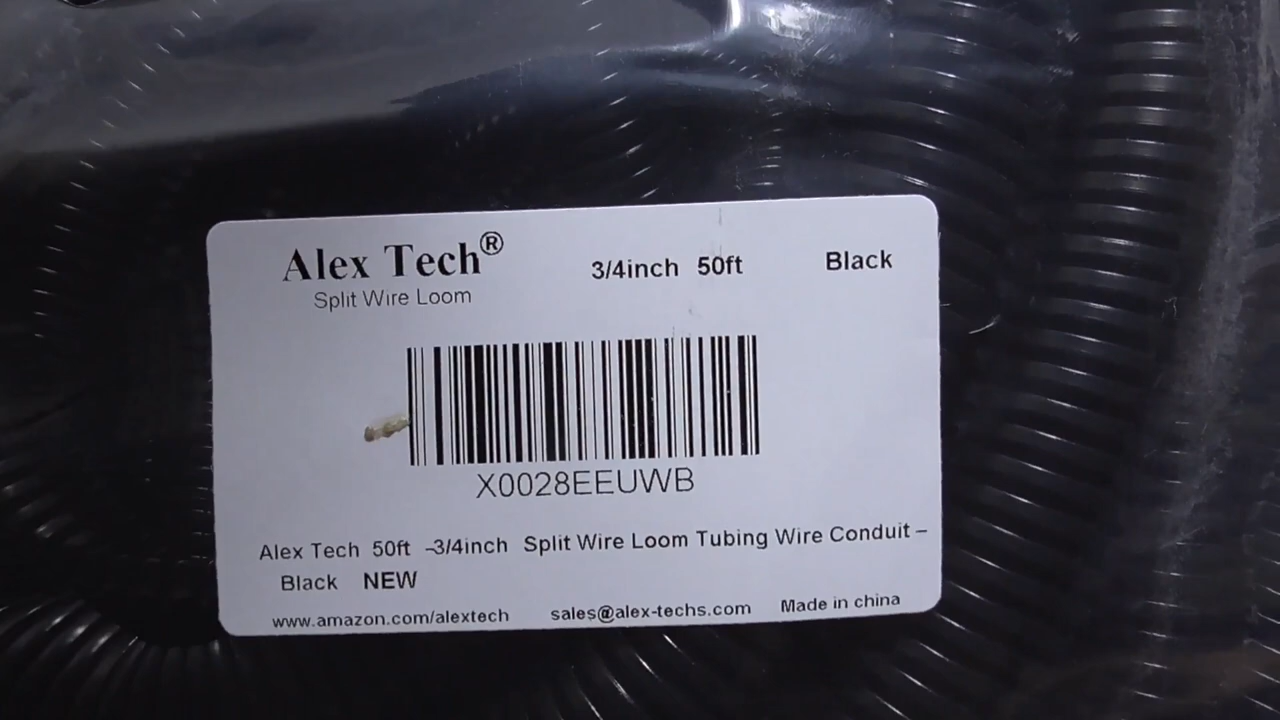 Alex Tech® 3/4inch 50ft Black
Split Wire Loom
X0028EEUWB
Alex Tech 50ft –3/4inch Split Wire Loom Tubing Wire Conduit –
Black NEW
www.amazon.com/alextech sales@alex-techs.com Made in china